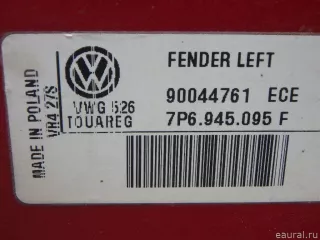 MADE IN POLAND
VR4 27S
VWG 526
TOUAREG
FENDER LEFT
90044761 ECE
7P6.945.095 F
eaural.ru